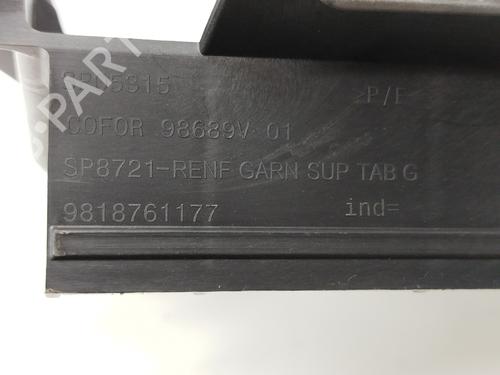 P/E
COFOR 98689V 01
SP8721-RENF GARN SUP TAB G
9818761177 ind=